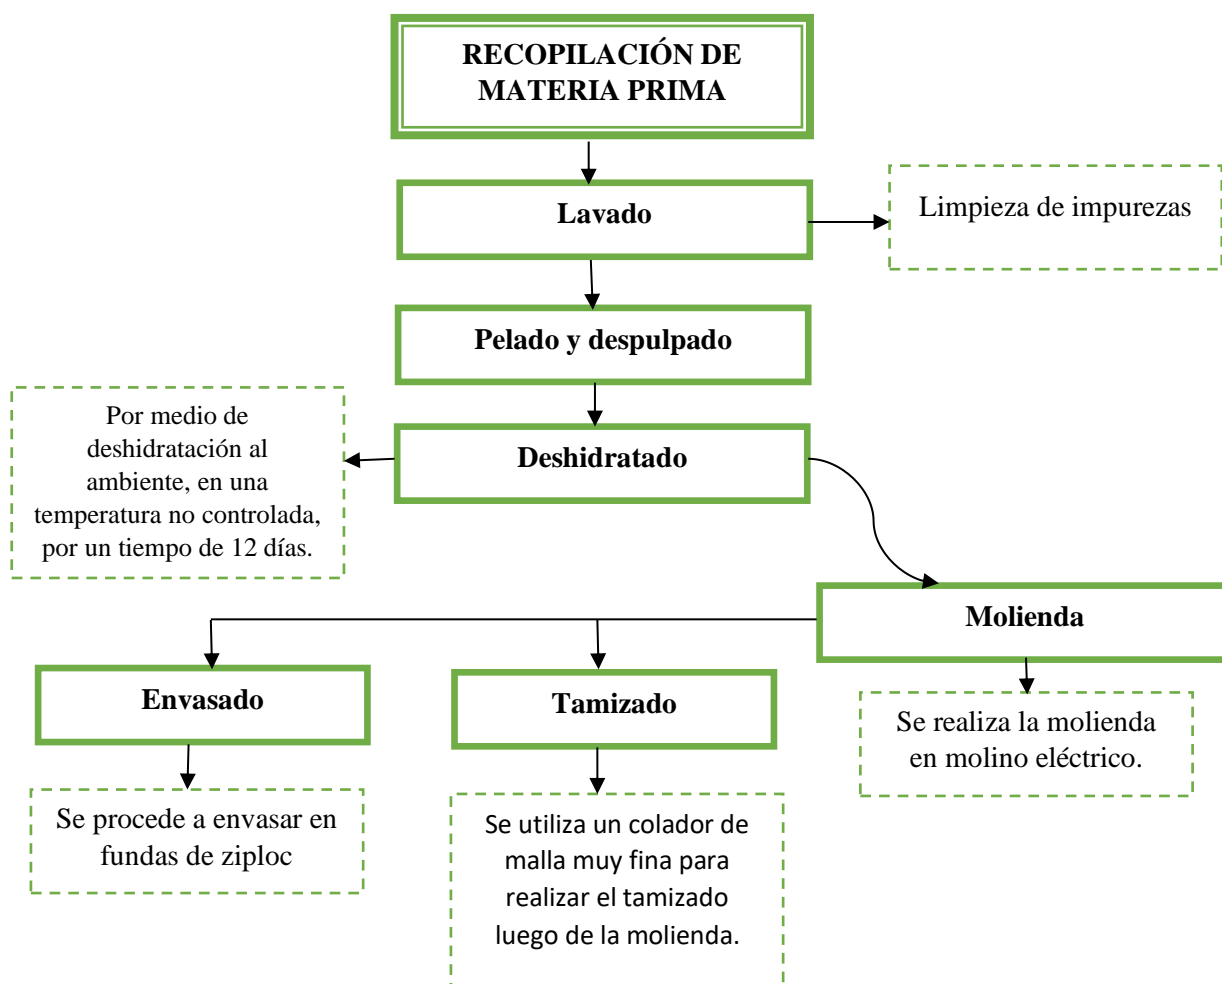 RECOPILACIÓN DE
MATERIA PRIMA
Lavado
Limpieza de impurezas
Pelado y despulpado
Deshidratado
Por medio de
deshidratación al
ambiente, en una
temperatura no controlada,
por un tiempo de 12 días.
Molienda
Se realiza la molienda
en molino eléctrico.
Tamizado
Se utiliza un colador de
malla muy fina para
realizar el tamizado
luego de la molienda.
Envasado
Se procede a envasar en
fundas de ziploc